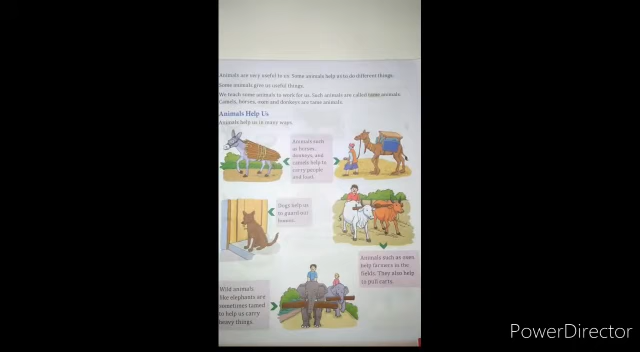 Animals are very useful to us. Some animals help us to do different things.
Some animals give us useful things.
We teach some animals to work for us. Such animals are called tame animals.
Camels, horses, oxen and donkeys are tame animals.
Animals Help Us
Animals help us in many ways.
Animals such
as horses,
donkeys, and
camels help to
carry people
and load.
Dogs help us
to guard our
homes.
Animals such as oxen
help farmers in the
fields. They also help
to pull carts.
Wild animals
like elephants are
sometimes tamed
to help us carry
heavy things.
PowerDirector